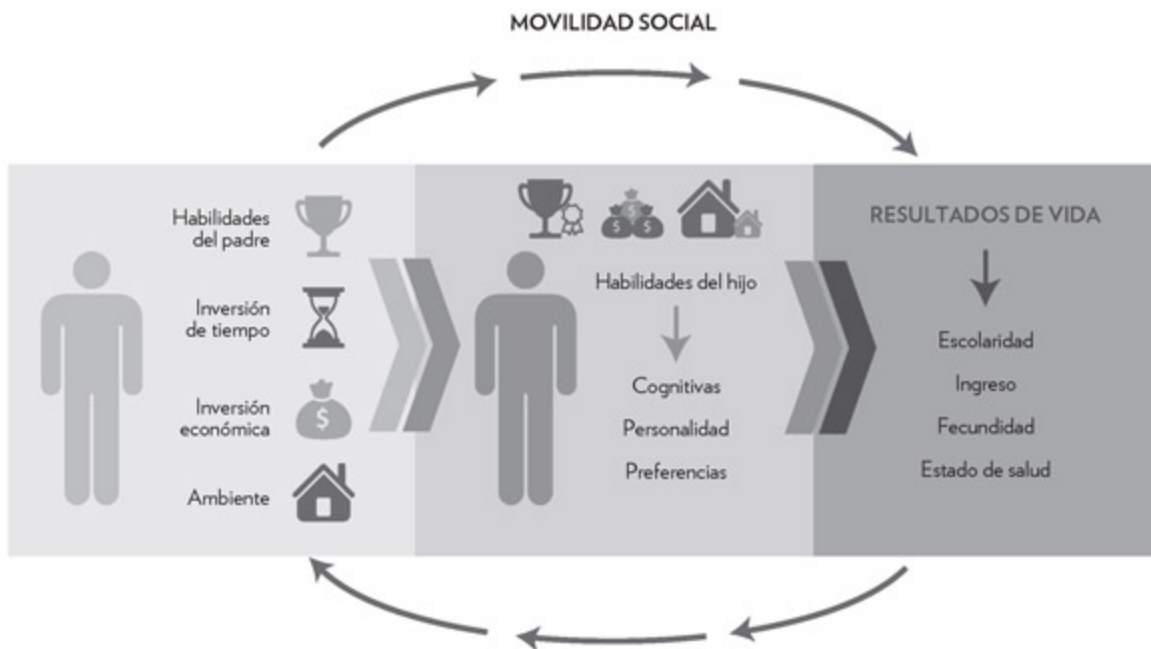 MOVILIDAD SOCIAL
Habilidades
del padre
Inversión
de tiempo
Inversión
económica
$
Ambiente
$
$ $
Habilidades del hijo
Cognitivas
Personalidad
Preferencias
RESULTADOS DE VIDA
Escolaridad
Ingreso
Fecundidad
Estado de salud